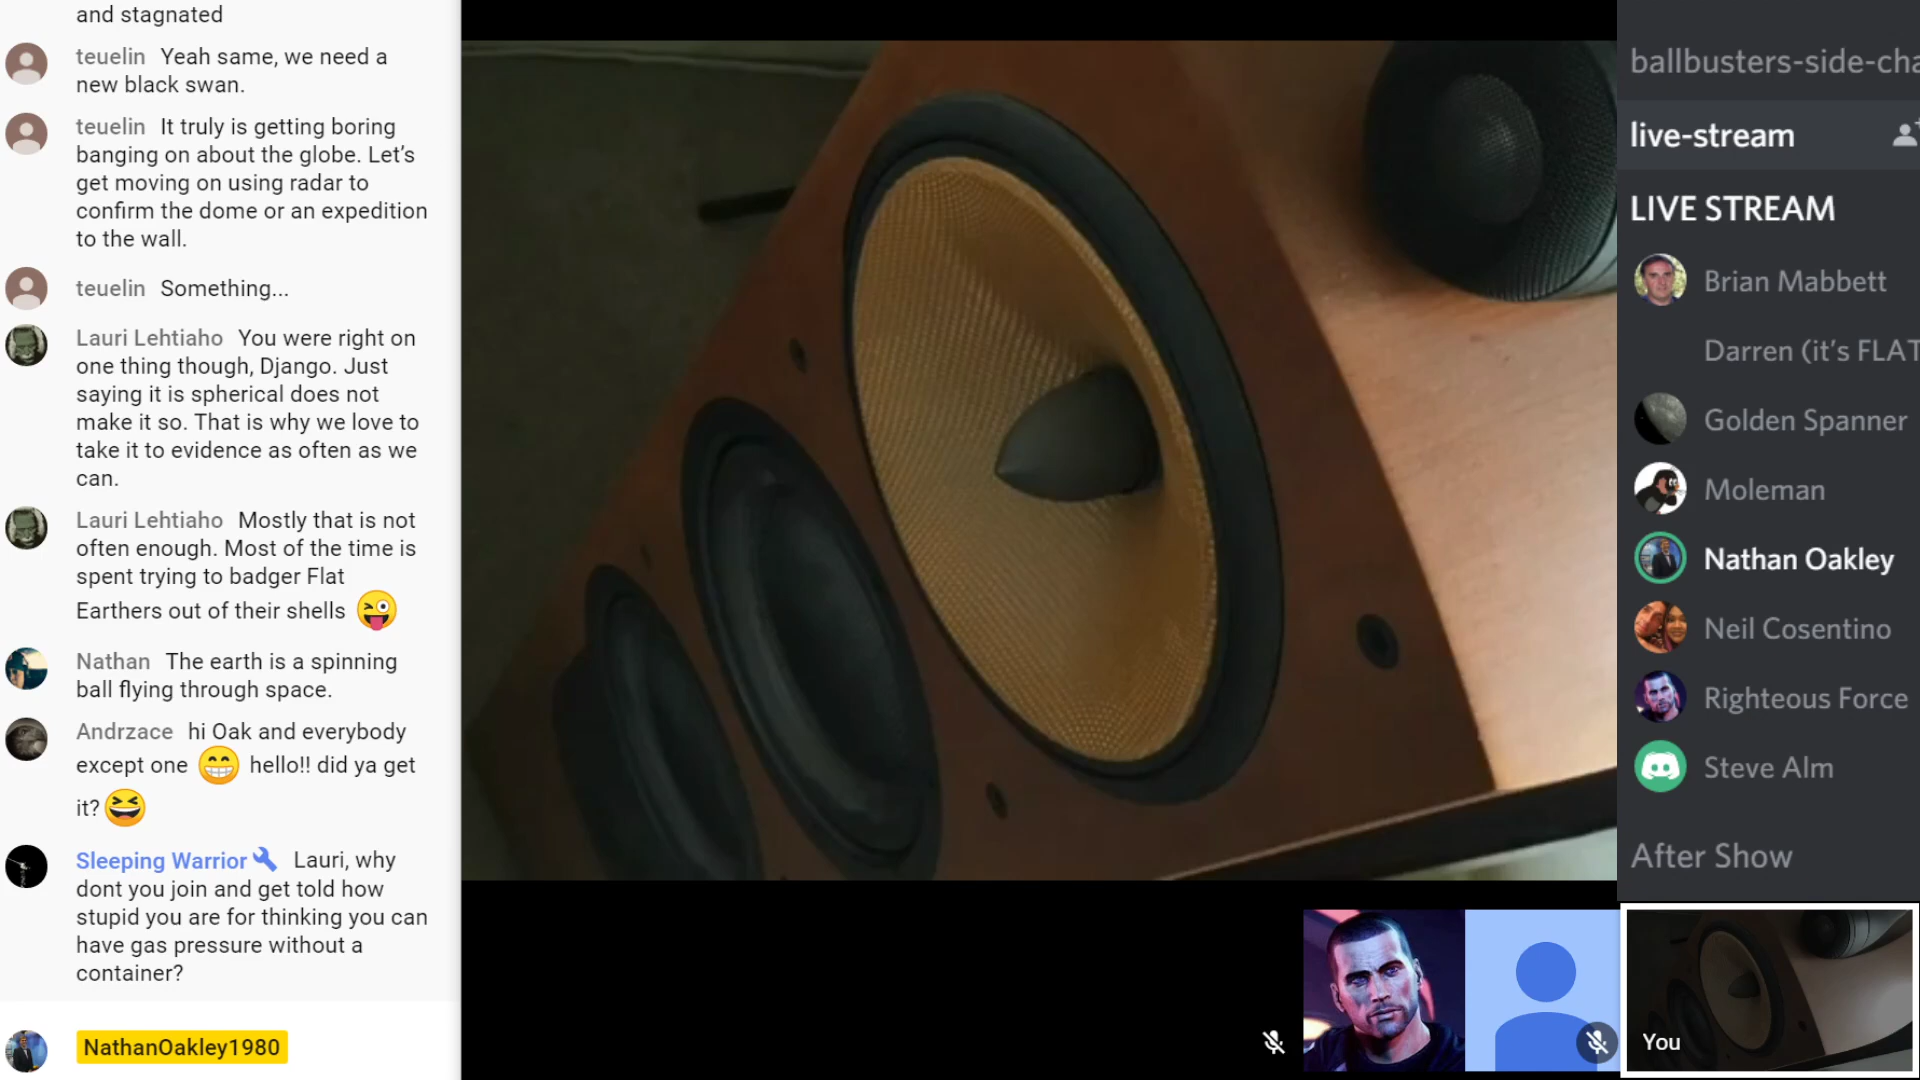 and stagnated
teuelin Yeah same, we need a
new black swan.
teuelin It truly is getting boring
banging on about the globe. Let’s
get moving on using radar to
confirm the dome or an expedition
to the wall.
teuelin Something...
Lauri Lehtiaho You were right on
one thing though, Django. Just
saying it is spherical does not
make it so. That is why we love to
take it to evidence as often as we
can.
Lauri Lehtiaho Mostly that is not
often enough. Most of the time is
spent trying to badger Flat
Earthers out of their shells
Nathan The earth is a spinning
ball flying through space.
Andrzace hi Oak and everybody
except one hello!! did ya get
it?
Sleeping Warrior Lauri, why
dont you join and get told how
stupid you are for thinking you can
have gas pressure without a
container?
NathanOakley1980
ballbusters-side-cha
live-stream
LIVE STREAM
Brian Mabbett
Darren (it’s FLAT
Golden Spanner
Moleman
Nathan Oakley
Neil Cosentino
Righteous Force
Steve Alm
After Show
You